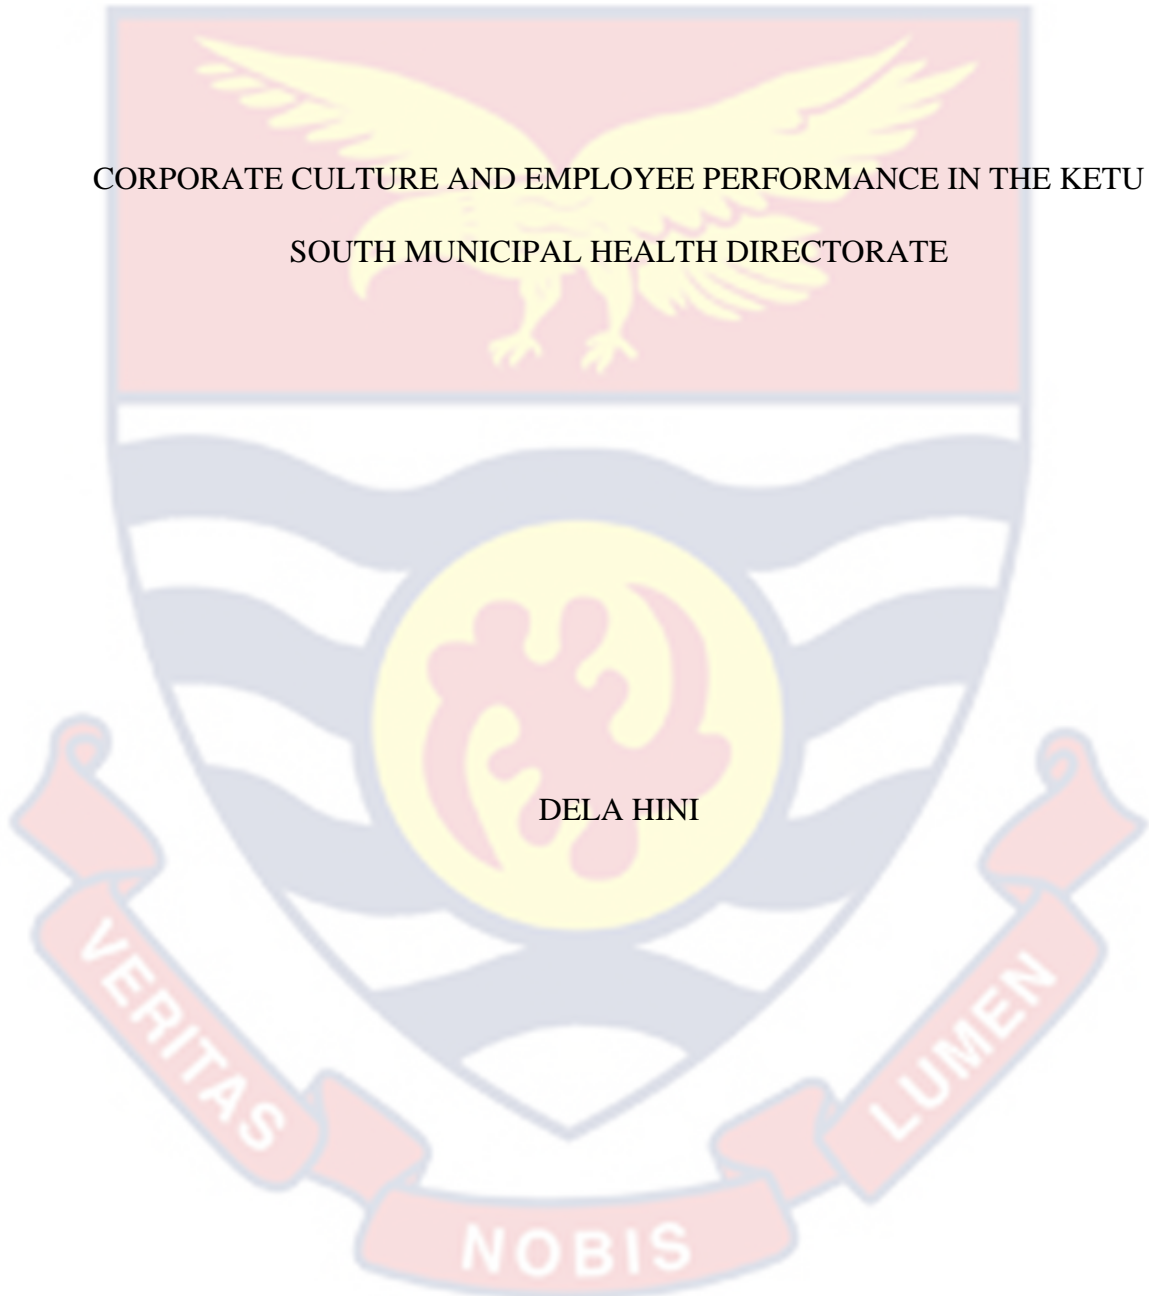 CORPORATE CULTURE AND EMPLOYEE PERFORMANCE IN THE KETU
SOUTH MUNICIPAL HEALTH DIRECTORATE
DELA HINI
VERITAS
NOBIS
LUMEN